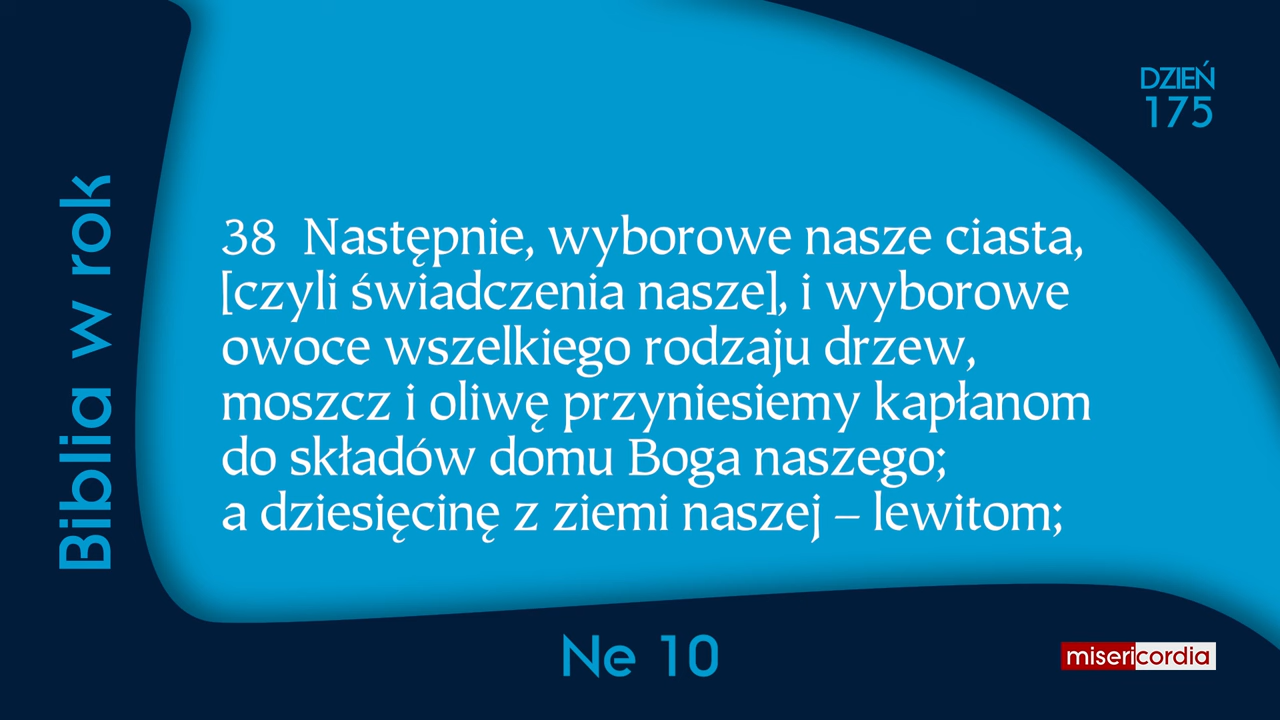 DZIEŃ
175
Biblia w rok
38 Następnie, wyborowe nasze ciasta,
[czyli świadczenia nasze], i wyborowe
owoce wszelkiego rodzaju drzew,
moszcz i oliwę przyniesiemy kapłanom
do składów domu Boga naszego;
a dziesięcinę z ziemi naszej – lewitom;
Ne 10
misericordia